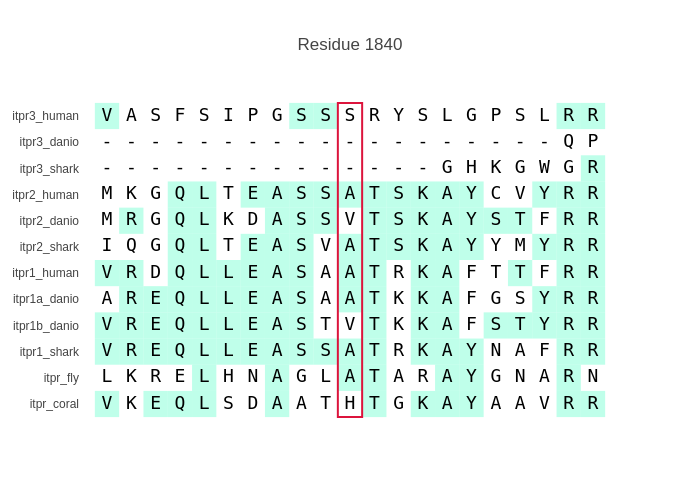 Residue 1840
itpr3_human V A S F S I P G S S S R Y S L G P S L R R
itpr3_danio - - - - - - - - - - - - - - - - - - - Q P
itpr3_shark - - - - - - - - - - - - - - G H K G W G R
itpr2_human M K G Q L T E A S S A T S K A Y C V Y R R
itpr2_danio M R G Q L K D A S S V T S K A Y S T F R R
itpr2_shark I Q G Q L T E A S V A T S K A Y Y M Y R R
itpr1_human V R D Q L L E A S A A T R K A F T T F R R
itpr1a_danio A R E Q L L E A S A A T K K A F G S Y R R
itpr1b_danio V R E Q L L E A S T V T K K A F S T Y R R
itpr1_shark V R E Q L L E A S S A T R K A Y N A F R R
itpr_fly L K R E L H N A G L A T A R A Y G N A R N
itpr_coral V K E Q L S D A A T H T G K A Y A A V R R